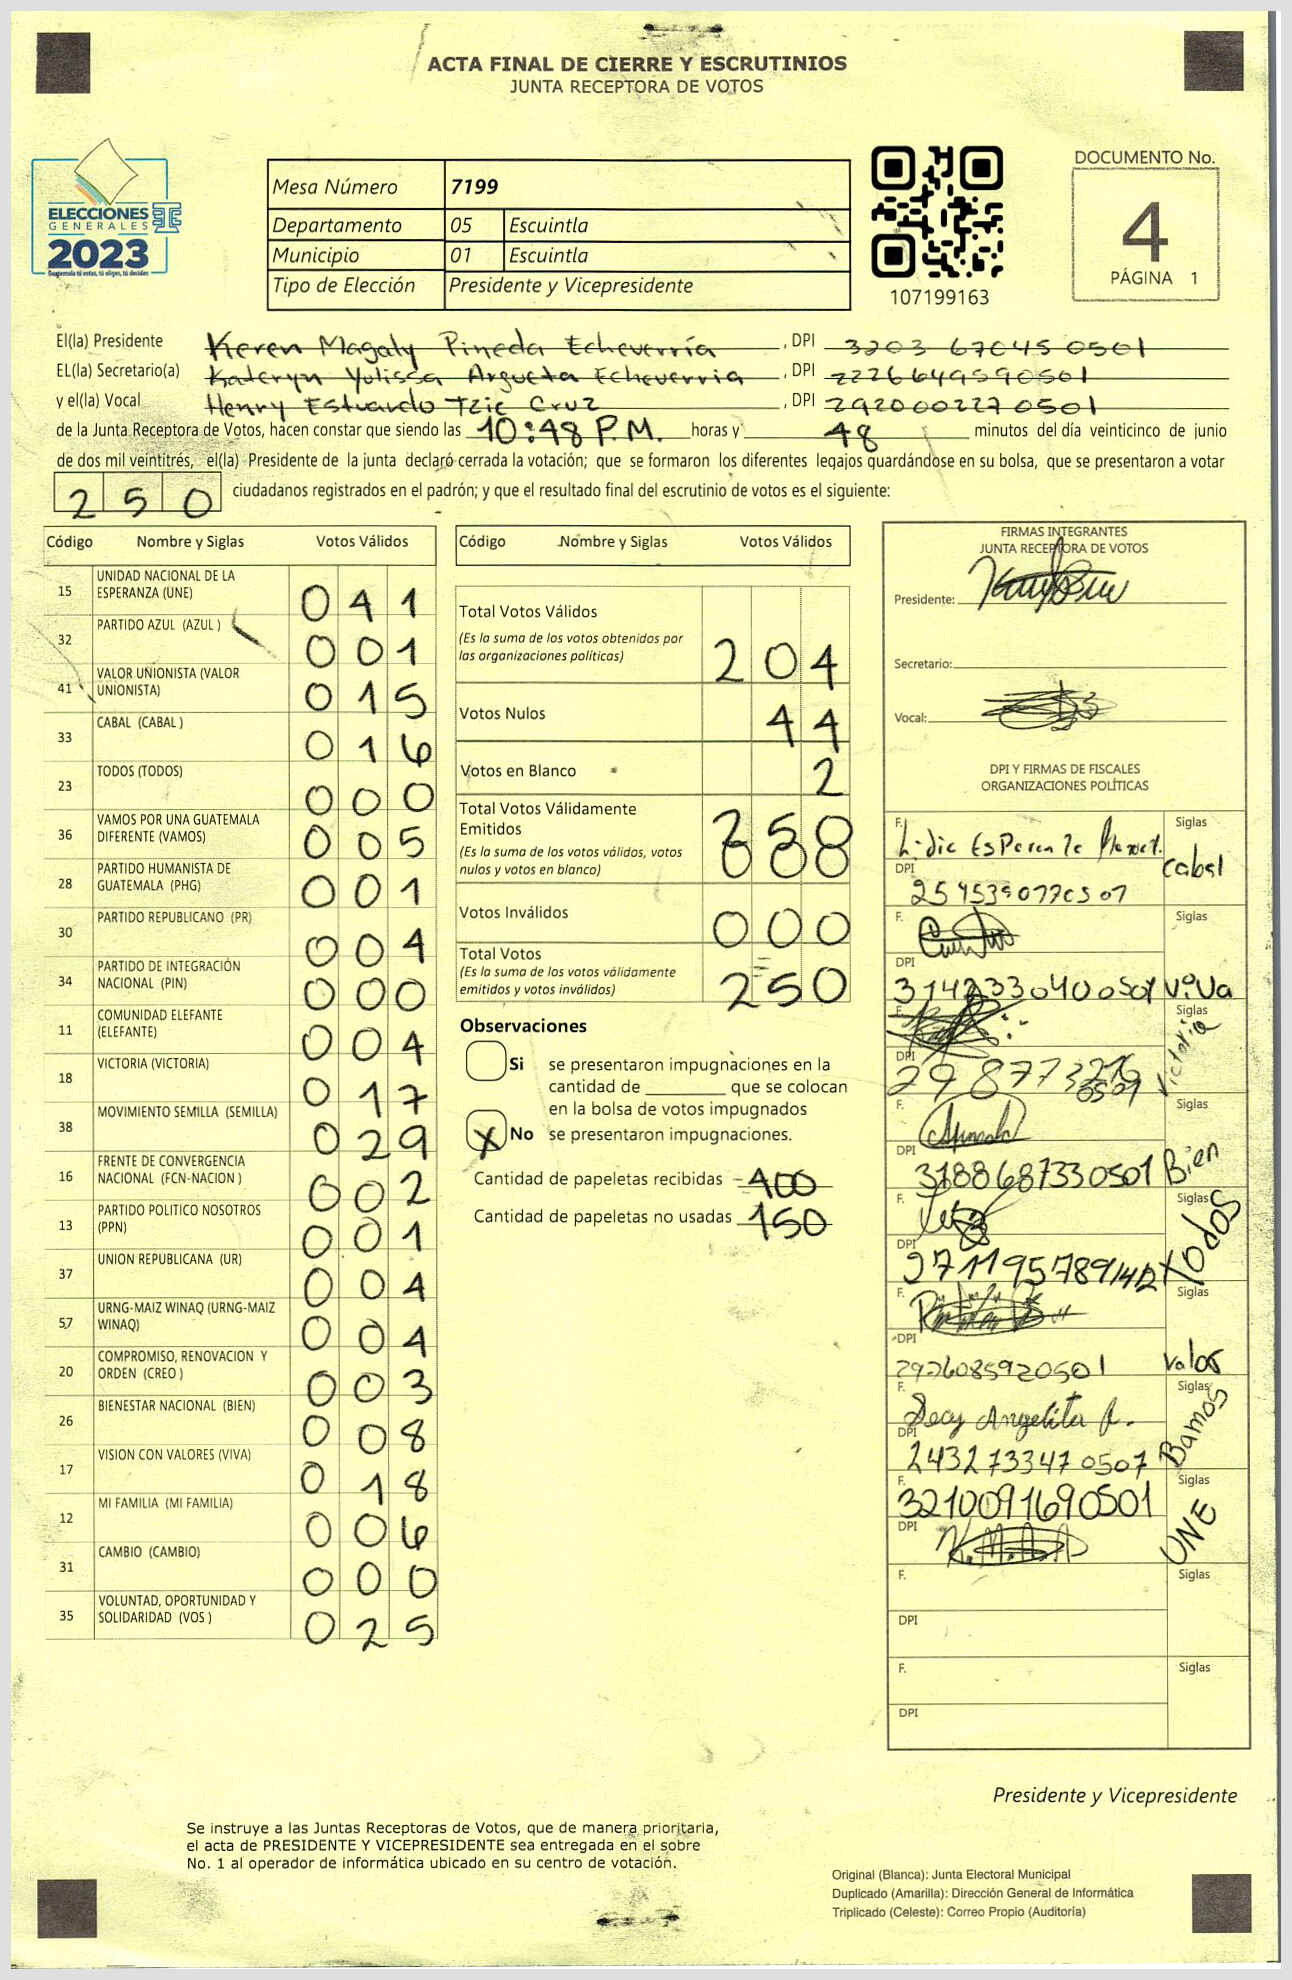 ACTA FINAL DE CIERRE Y ESCRUTINIOS
JUNTA RECEPTORA DE VOTOS
ELECCIONES
GENERALES
2023
Guatemala tú votas, tú eliges, tú decides
Mesa Número 7199
Departamento 05 Escuintla
Municipio 01 Escuintla
Tipo de Elección Presidente y Vicepresidente
107199163
DOCUMENTO No.
4
PÁGINA 1
El(la) Presidente Keren Magaly Pineda Echeverría, DPI 3203 67045 0501
EL(la) Secretario(a) Kateryn Yulissa Argueta Echeverria, DPI 2226649590501
y el(la) Vocal Henry Estuardo Tzic Cruz, DPI 292000227 0501
de la Junta Receptora de Votos, hacen constar que siendo las 10:48 P.M. horas y 48 minutos del día veinticinco de junio
de dos mil veintitrés, el(la) Presidente de la junta declaró cerrada la votación; que se formaron los diferentes legajos guardándose en su bolsa, que se presentaron a votar
250 ciudadanos registrados en el padrón; y que el resultado final del escrutinio de votos es el siguiente:
Código Nombre y Siglas Votos Válidos
15 UNIDAD NACIONAL DE LA ESPERANZA (UNE) 041
32 PARTIDO AZUL (AZUL ) 001
41 VALOR UNIONISTA (VALOR UNIONISTA) 015
33 CABAL (CABAL ) 016
23 TODOS (TODOS) 000
36 VAMOS POR UNA GUATEMALA DIFERENTE (VAMOS) 005
28 PARTIDO HUMANISTA DE GUATEMALA (PHG) 001
30 PARTIDO REPUBLICANO (PR) 004
34 PARTIDO DE INTEGRACIÓN NACIONAL (PIN) 000
11 COMUNIDAD ELEFANTE (ELEFANTE) 004
18 VICTORIA (VICTORIA) 017
38 MOVIMIENTO SEMILLA (SEMILLA) 029
16 FRENTE DE CONVERGENCIA NACIONAL (FCN-NACION ) 002
13 PARTIDO POLITICO NOSOTROS (PPN) 001
37 UNION REPUBLICANA (UR) 004
57 URNG-MAIZ WINAQ (URNG-MAIZ WINAQ) 004
20 COMPROMISO, RENOVACION Y ORDEN (CREO ) 003
26 BIENESTAR NACIONAL (BIEN) 008
17 VISION CON VALORES (VIVA) 018
12 MI FAMILIA (MI FAMILIA) 006
31 CAMBIO (CAMBIO) 000
35 VOLUNTAD, OPORTUNIDAD Y SOLIDARIDAD (VOS ) 025
Código Nombre y Siglas Votos Válidos
Total Votos Válidos 204
(Es la suma de los votos obtenidos por
las organizaciones políticas)
Votos Nulos 44
Votos en Blanco 2
Total Votos Válidamente
Emitidos
(Es la suma de los votos válidos, votos
nulos y votos en blanco)
Votos Inválidos 000
Total Votos 250
(Es la suma de los votos válidamente
emitidos y votos inválidos)
Observaciones
Si se presentaron impugnaciones en la
cantidad de ________ que se colocan
en la bolsa de votos impugnados
X No se presentaron impugnaciones.
Cantidad de papeletas recibidas 400
Cantidad de papeletas no usadas 150
FIRMAS INTEGRANTES
JUNTA RECEPTORA DE VOTOS
Presidente:
Secretario:
Vocal:
DPI Y FIRMAS DE FISCALES
ORGANIZACIONES POLÍTICAS
F. Siglas
Cabal
DPI
F. Siglas
DPI
ViVa
F. Siglas
Victoria
DPI
F. Siglas
DPI 3188687330501 Bien
F. Siglas
DPI TODOS
F. Siglas
DPI 2926085920501 Valor
F. Siglas
Angelita
DPI 243273347 0507 Bamos
F. Siglas
3210091690501
DPI UNE
F. Siglas
DPI
F. Siglas
DPI
Presidente y Vicepresidente
Se instruye a las Juntas Receptoras de Votos, que de manera prioritaria,
el acta de PRESIDENTE Y VICEPRESIDENTE sea entregada en el sobre
No. 1 al operador de informática ubicado en su centro de votación.
Original (Blanca): Junta Electoral Municipal
Duplicado (Amarilla): Dirección General de Informática
Triplicado (Celeste): Correo Propio (Auditoría)